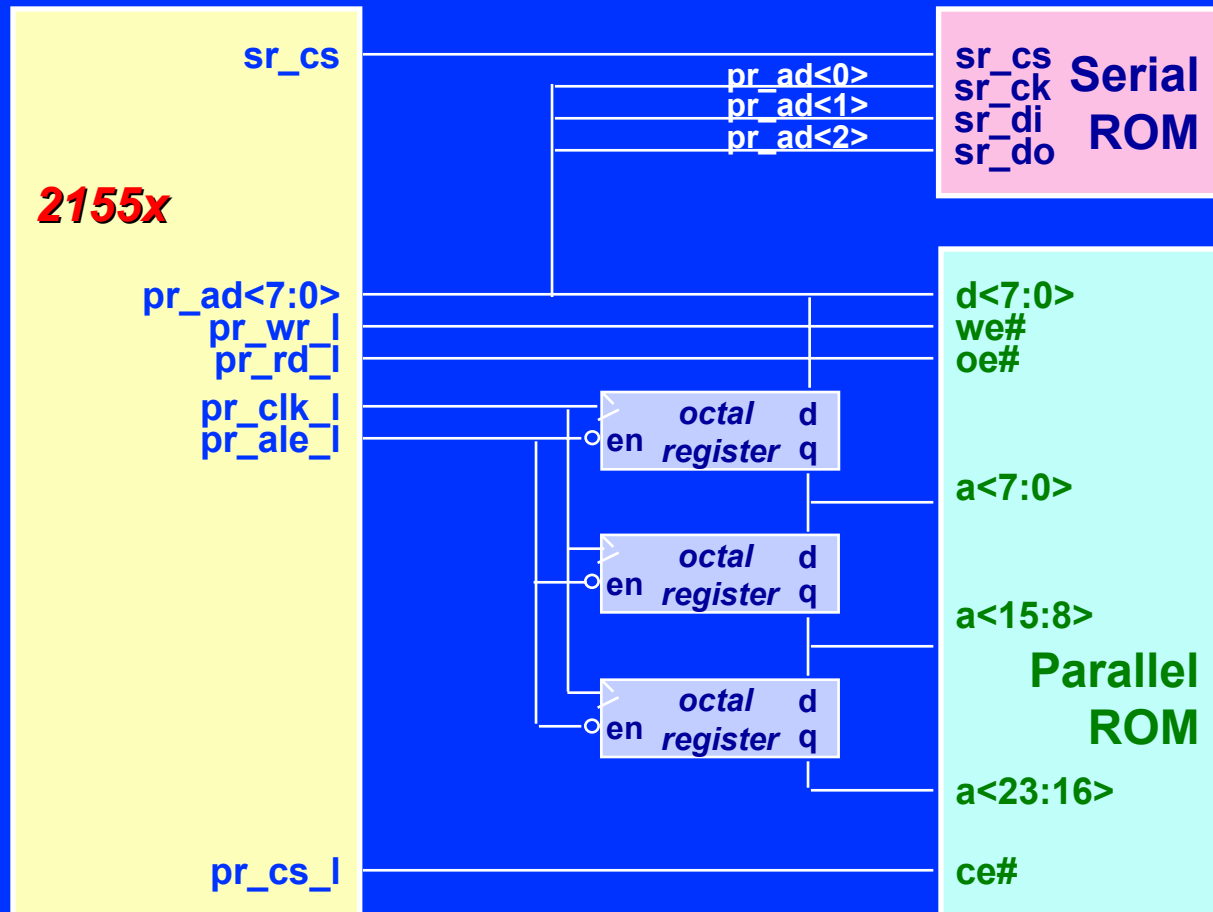 sr_cs
2155x
pr_ad<7:0>
pr_wr_l
pr_rd_l
pr_clk_l
pr_ale_l
pr_cs_l
pr_ad<0>
pr_ad<1>
pr_ad<2>
sr_cs
sr_ck
sr_di
sr_do
Serial
ROM
octal d
en register q
octal d
en register q
octal d
en register q
d<7:0>
we#
oe#
a<7:0>
a<15:8>
Parallel
ROM
a<23:16>
ce#